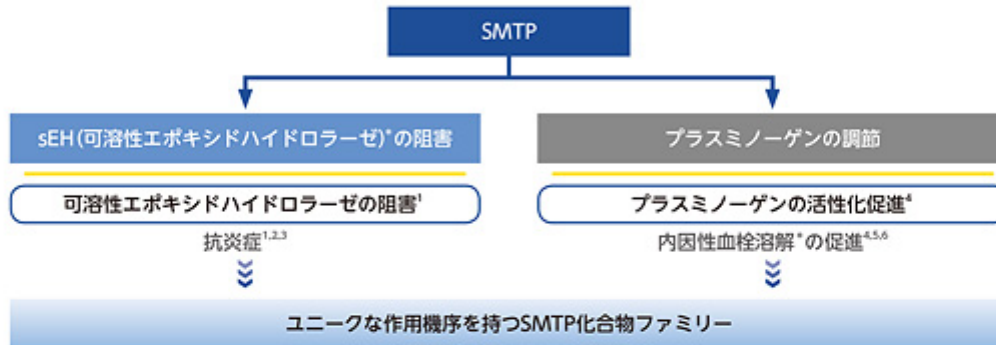 SMTP
sEH(可溶性エポキシドハイドロラーゼ)*の阻害
プラスミノーゲンの調節
可溶性エポキシドハイドロラーゼの阻害1
プラスミノーゲンの活性化促進4
抗炎症1,2,3
内因性血栓溶解*の促進4,5,6
ユニークな作用機序を持つSMTP化合物ファミリー